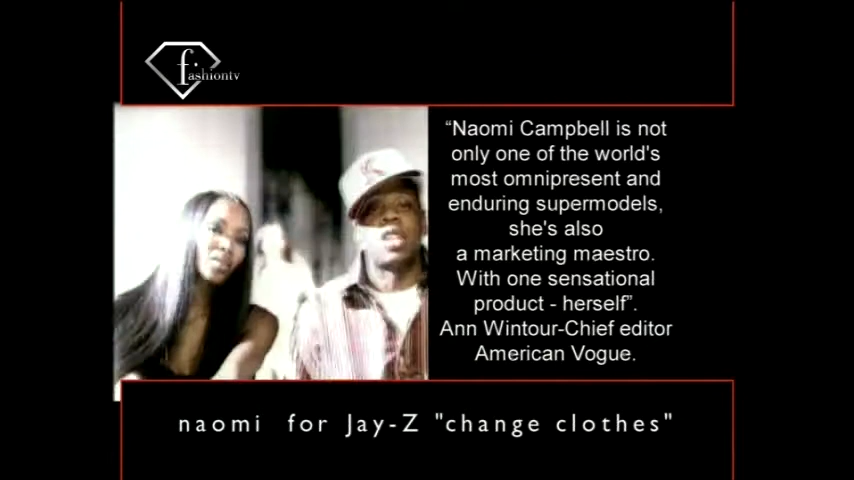 fashiontv
“Naomi Campbell is not
only one of the world's
most omnipresent and
enduring supermodels,
she's also
a marketing maestro.
With one sensational
product - herself”.
Ann Wintour-Chief editor
American Vogue.
naomi for Jay-Z "change clothes"